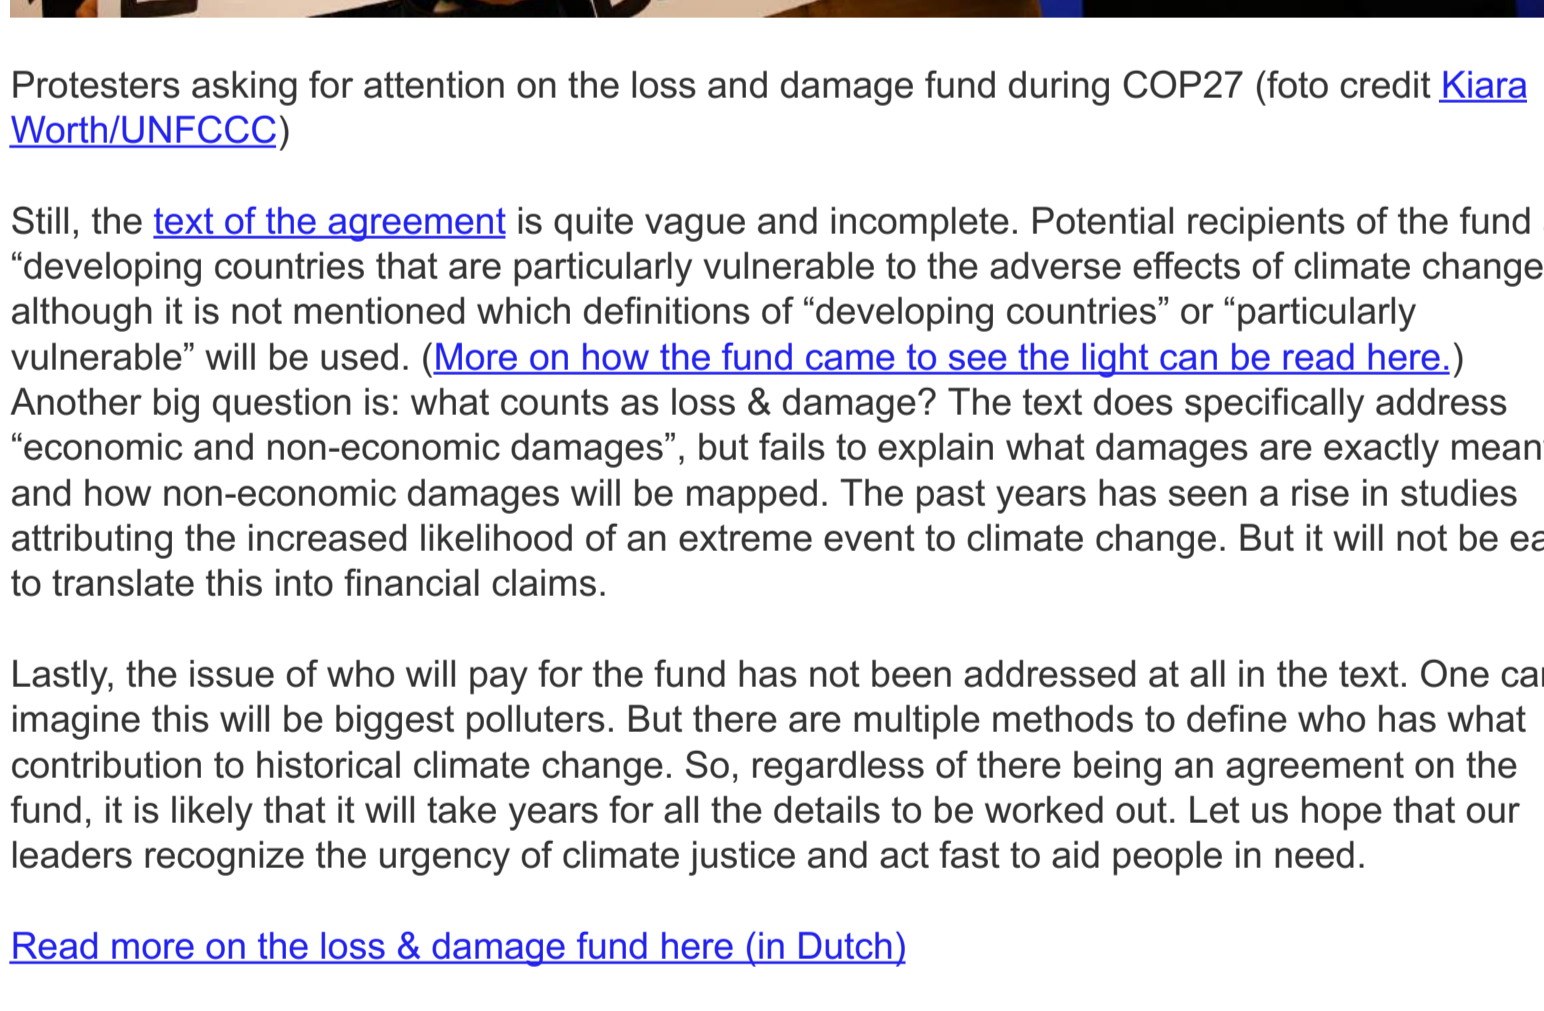 Protesters asking for attention on the loss and damage fund during COP27 (foto credit Kiara
Worth/UNFCCC)
Still, the text of the agreement is quite vague and incomplete. Potential recipients of the fund
“developing countries that are particularly vulnerable to the adverse effects of climate change
although it is not mentioned which definitions of “developing countries” or “particularly
vulnerable” will be used. (More on how the fund came to see the light can be read here.)
Another big question is: what counts as loss & damage? The text does specifically address
“economic and non-economic damages”, but fails to explain what damages are exactly
and how non-economic damages will be mapped. The past years has seen a rise in studies
attributing the increased likelihood of an extreme event to climate change. But it will not be
to translate this into financial claims.
Lastly, the issue of who will pay for the fund has not been addressed at all in the text. One
imagine this will be biggest polluters. But there are multiple methods to define who has what
contribution to historical climate change. So, regardless of there being an agreement on the
fund, it is likely that it will take years for all the details to be worked out. Let us hope that our
leaders recognize the urgency of climate justice and act fast to aid people in need.
Read more on the loss & damage fund here (in Dutch)